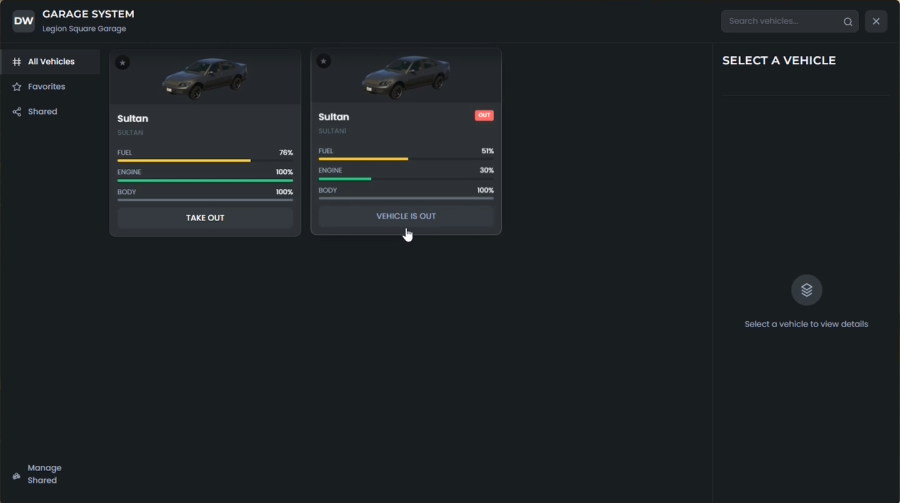 DW
GARAGE SYSTEM
Legion Square Garage
Search vehicles...
All Vehicles
Favorites
Shared
Manage
Shared
Sultan
SULTAN
FUEL 76%
ENGINE 100%
BODY 100%
TAKE OUT
Sultan
OUT
SULTAN1
FUEL 51%
ENGINE 30%
BODY 100%
VEHICLE IS OUT
SELECT A VEHICLE
Select a vehicle to view details